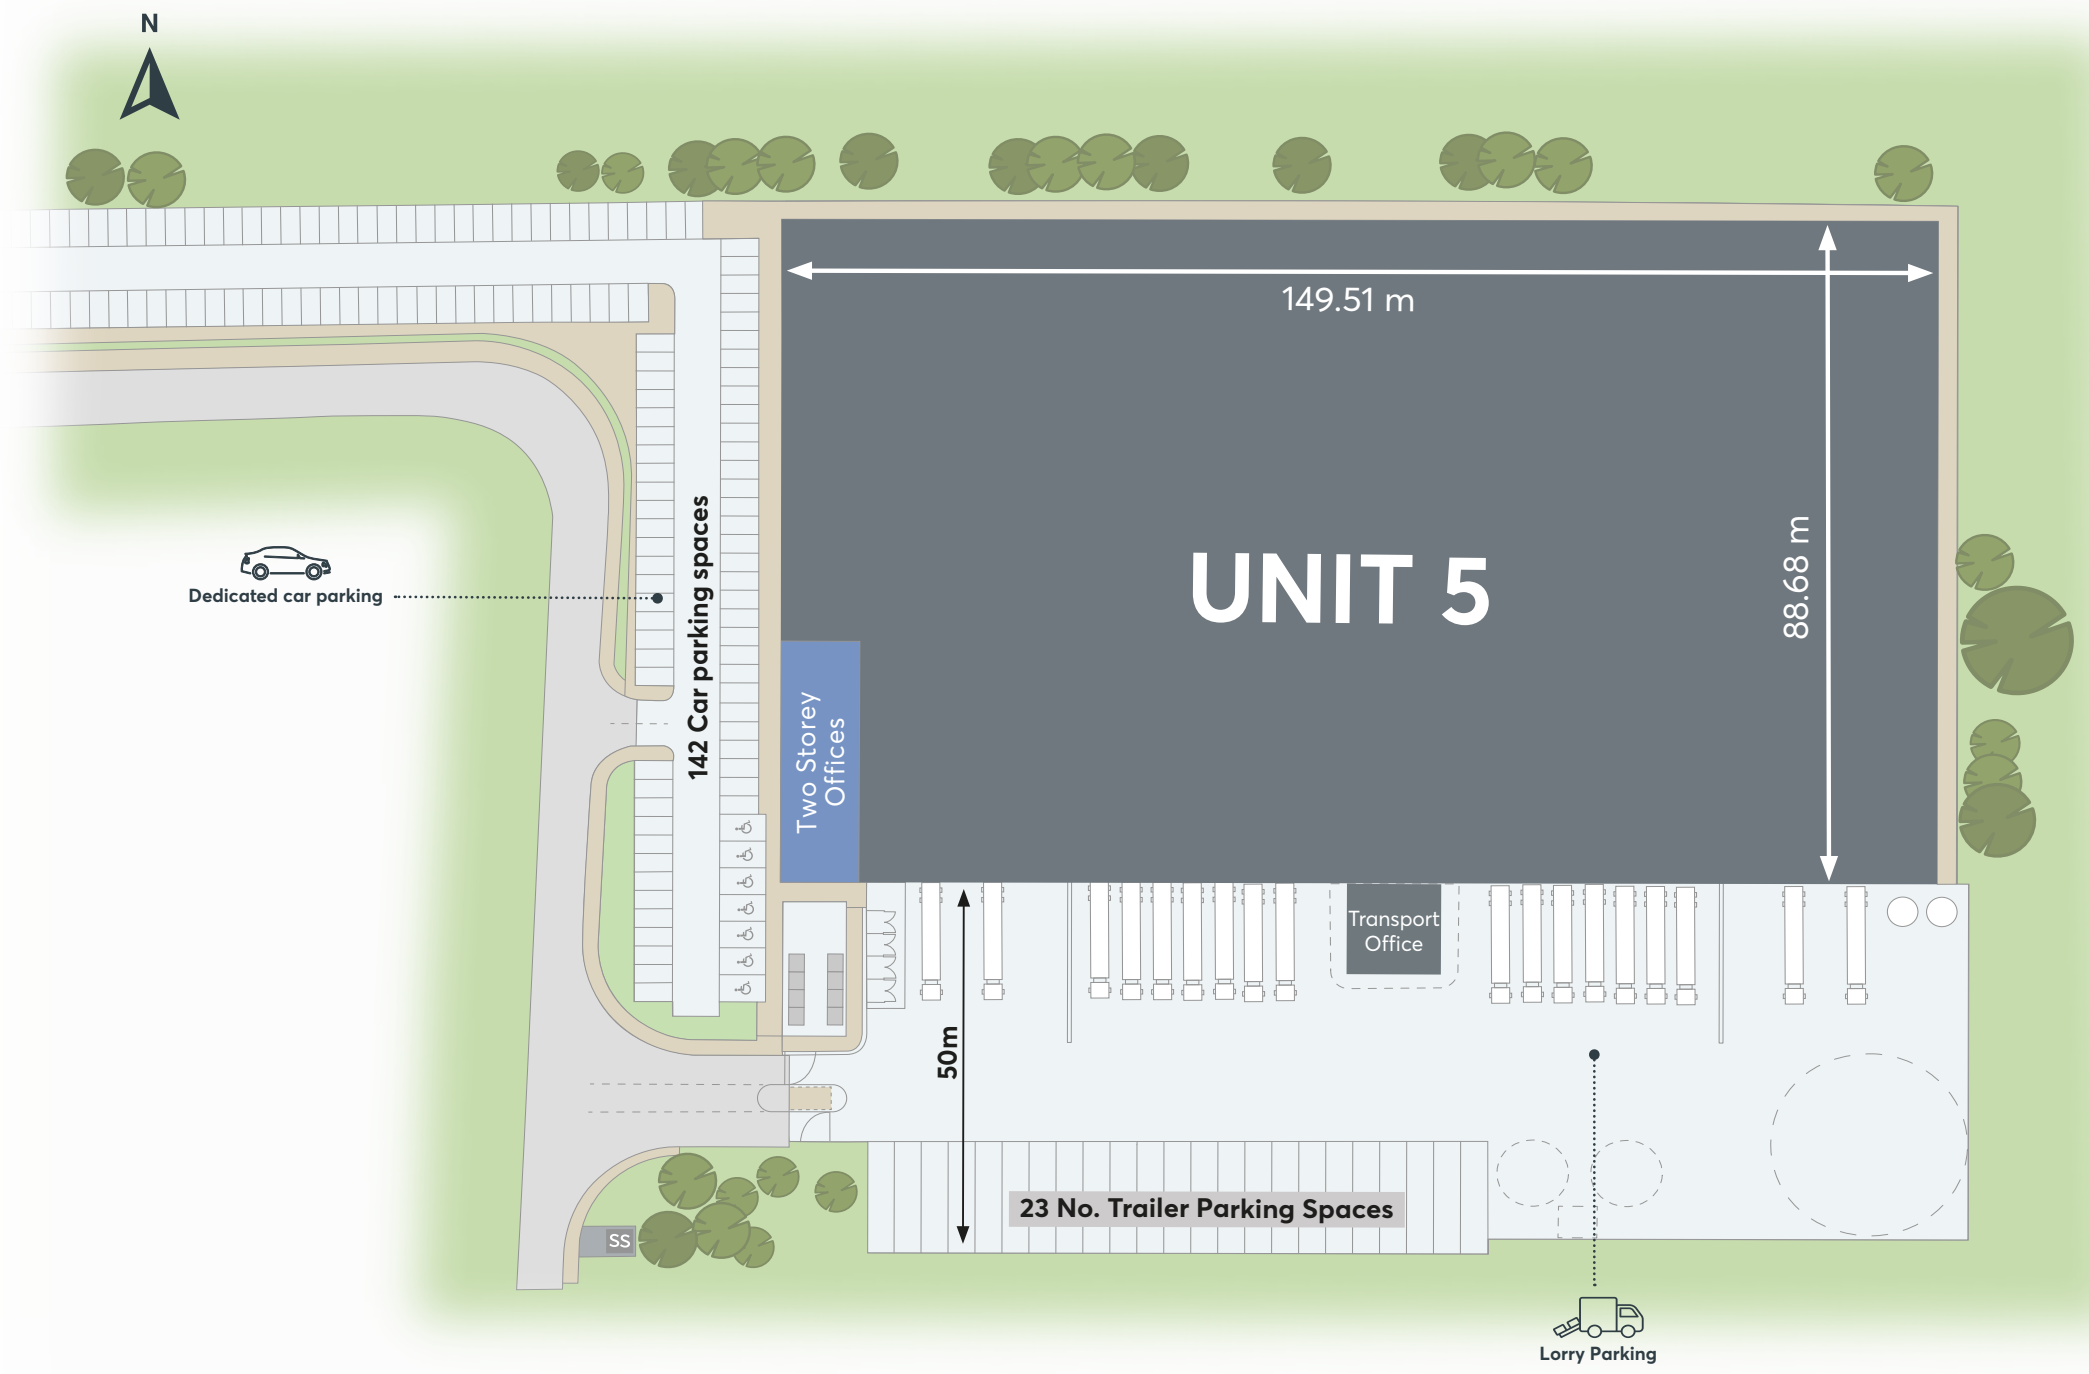 N
149.51 m
88.68 m
UNIT 5
142 Car parking spaces
Dedicated car parking
Two Storey
Offices
Transport
Office
50m
23 No. Trailer Parking Spaces
SS
Lorry Parking